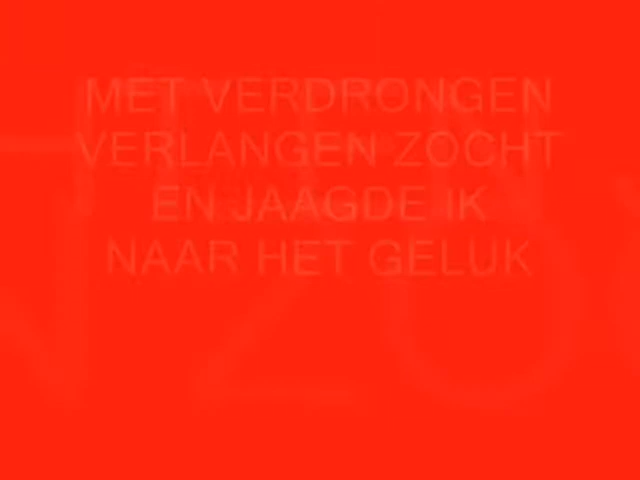 MET VERDRONGEN
VERLANGEN ZOCHT
EN JAAGDE IK
NAAR HET GELUK